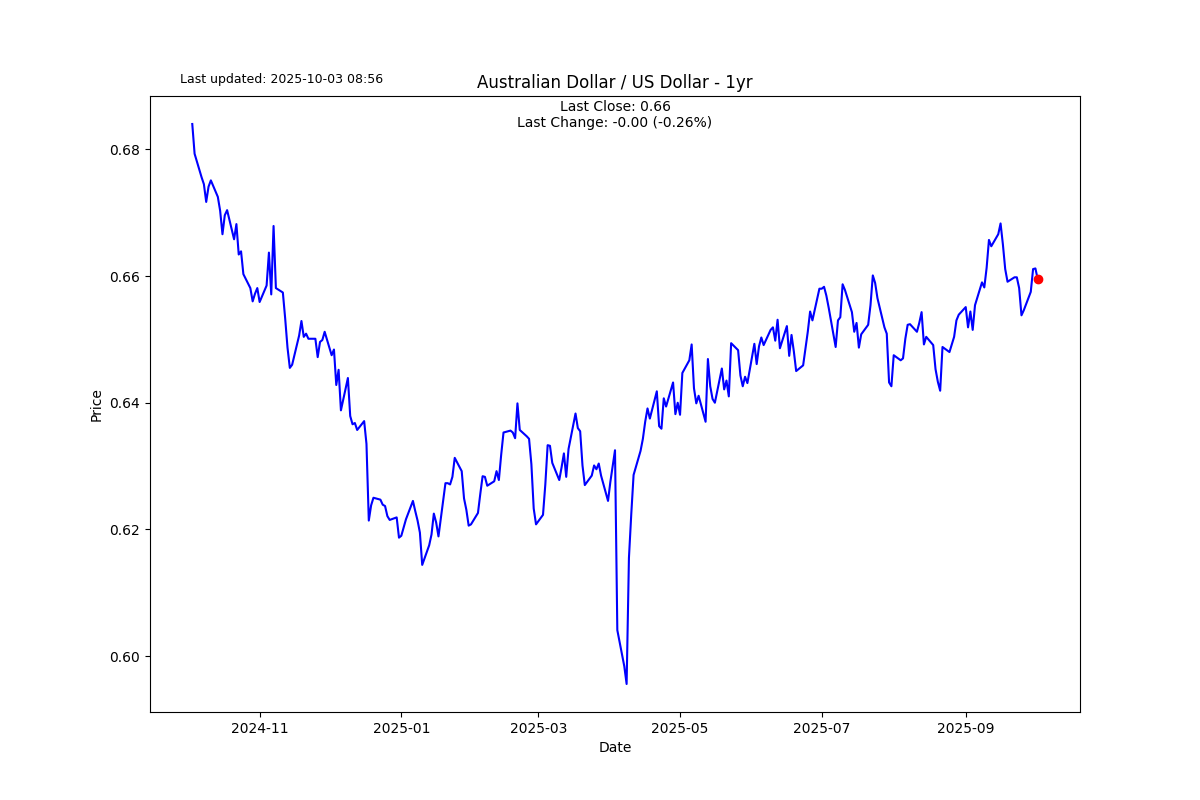 Last updated: 2025-10-03 08:56
Australian Dollar / US Dollar - 1yr
Last Close: 0.66
Last Change: -0.00 (-0.26%)
Price
0.68
0.66
0.64
0.62
0.60
2024-11 2025-01 2025-03 2025-05 2025-07 2025-09
Date